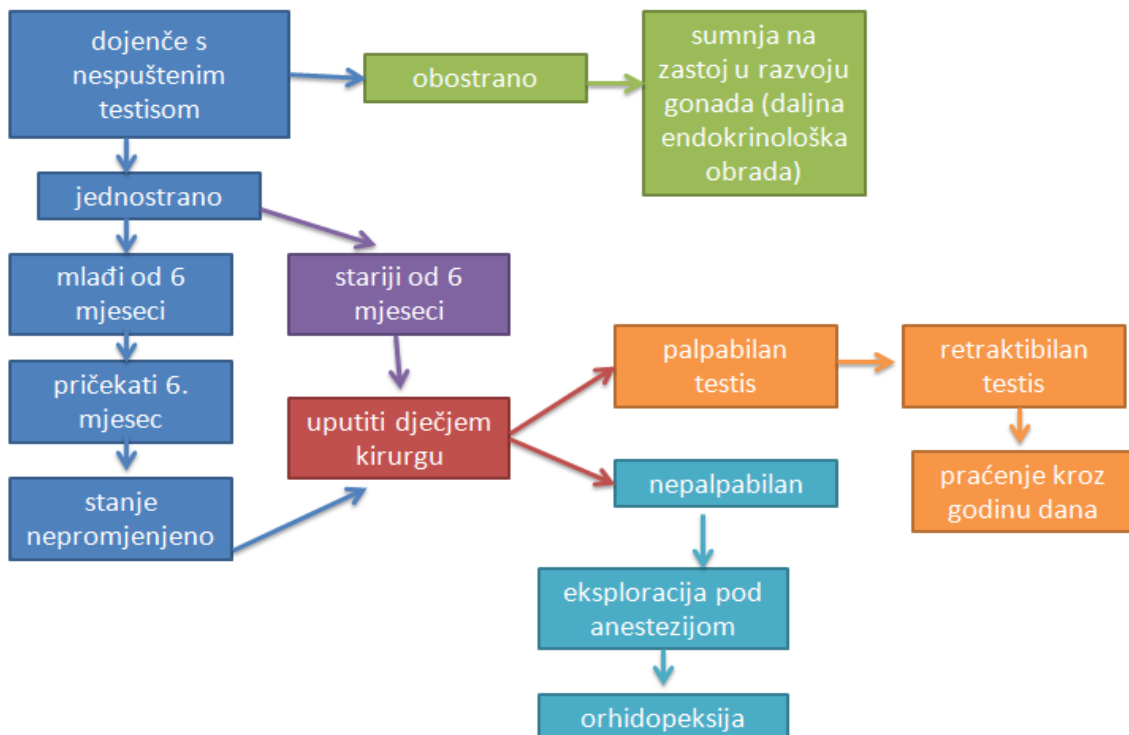 dojenče s
nespuštenim
testisom
obostrano
sumnja na
zastoj u razvoju
gonada (daljna
endokrinološka
obrada)
jednostrano
mlađi od 6
mjeseci
stariji od 6
mjeseci
pričekati 6.
mjesec
stanje
nepromjenjeno
uputiti dječjem
kirurgu
palpabilan
testis
retraktibilan
testis
praćenje kroz
godinu dana
nepalpabilan
eksploracija pod
anestezijom
orhidopeksija